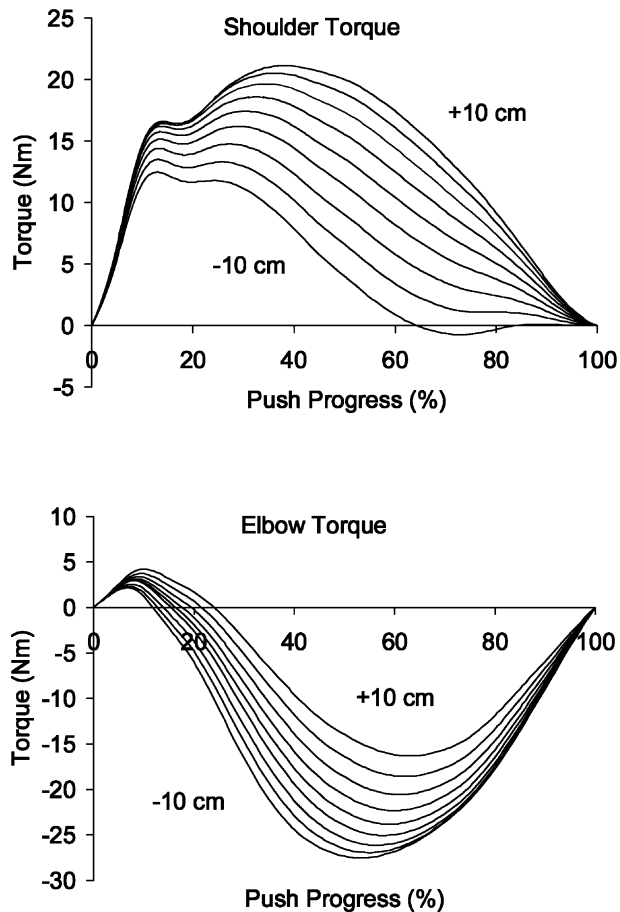 Shoulder Torque
25
20
15
10
5
0
-5
Torque (Nm)
+10 cm
-10 cm
0 20 40 60 80 100
Push Progress (%)
Elbow Torque
10
5
0
-5
-10
-15
-20
-25
-30
Torque (Nm)
0 20 40 60 80 100
+10 cm
-10 cm
Push Progress (%)